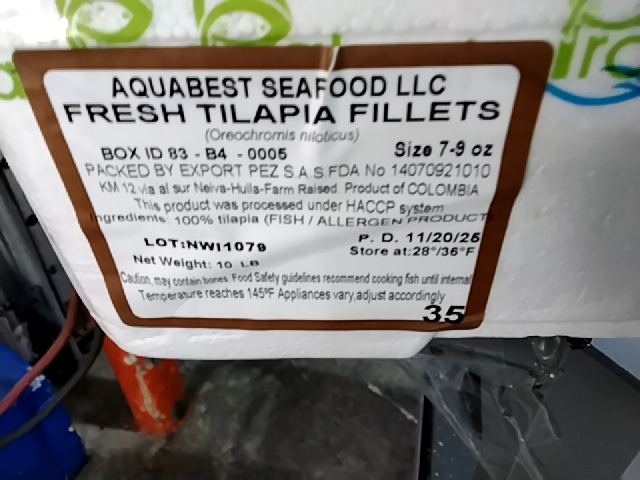 AQUABEST SEAFOOD LLC
FRESH TILAPIA FILLETS
(Oreochromis niloticus)
BOX ID 83 - B4 - 0005 Size 7-9 oz
PACKED BY EXPORT PEZ S.A.S.FDA No 14070921010
KM 12 via al sur Neiva-Huila-Farm Raised. Product of COLOMBIA
This product was processed under HACCP system
Ingredients: 100% tilapia (FISH / ALLERGEN PRODUCT
LOT:NWI1079 P. D. 11/20/25
Net Weight: 10 LB Store at:28°/36°F
Caution, may contain bones. Food Safety guidelines recommend cooking fish until internal
Temperature reaches 145°F Appliances vary,adjust accordingly
35